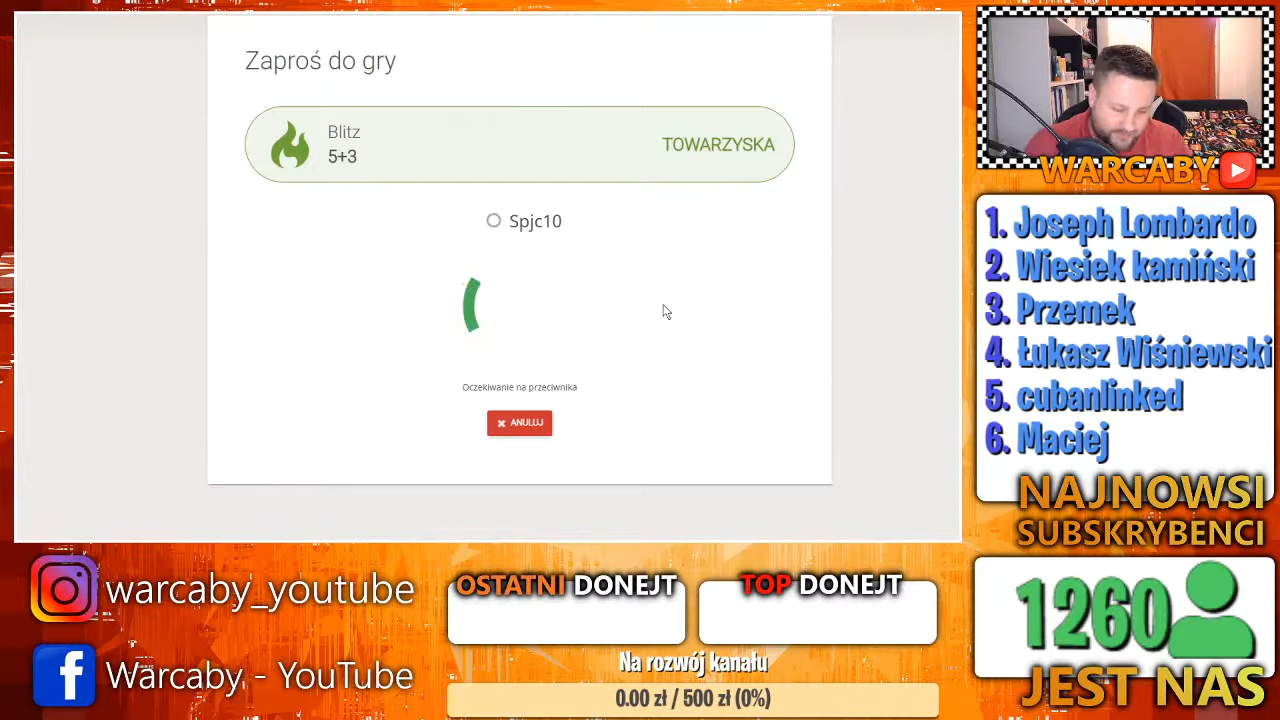 Zaproś do gry
Blitz
5+3
TOWARZYSKA
Spjc10
Oczekiwanie na przeciwnika
ANULUJ
WARCABY
1. Joseph Lombardo
2. Wiesiek kamiński
3. Przemek
4. Łukasz Wiśniewski
5. cubanlinked
6. Maciej
NAJNOWSI
SUBSKRYBENCI
1260
JEST NAS
warcaby_youtube
Warcaby - YouTube
OSTATNI DONEJT
TOP DONEJT
Na rozwój kanału
0.00 zł / 500 zł (0%)